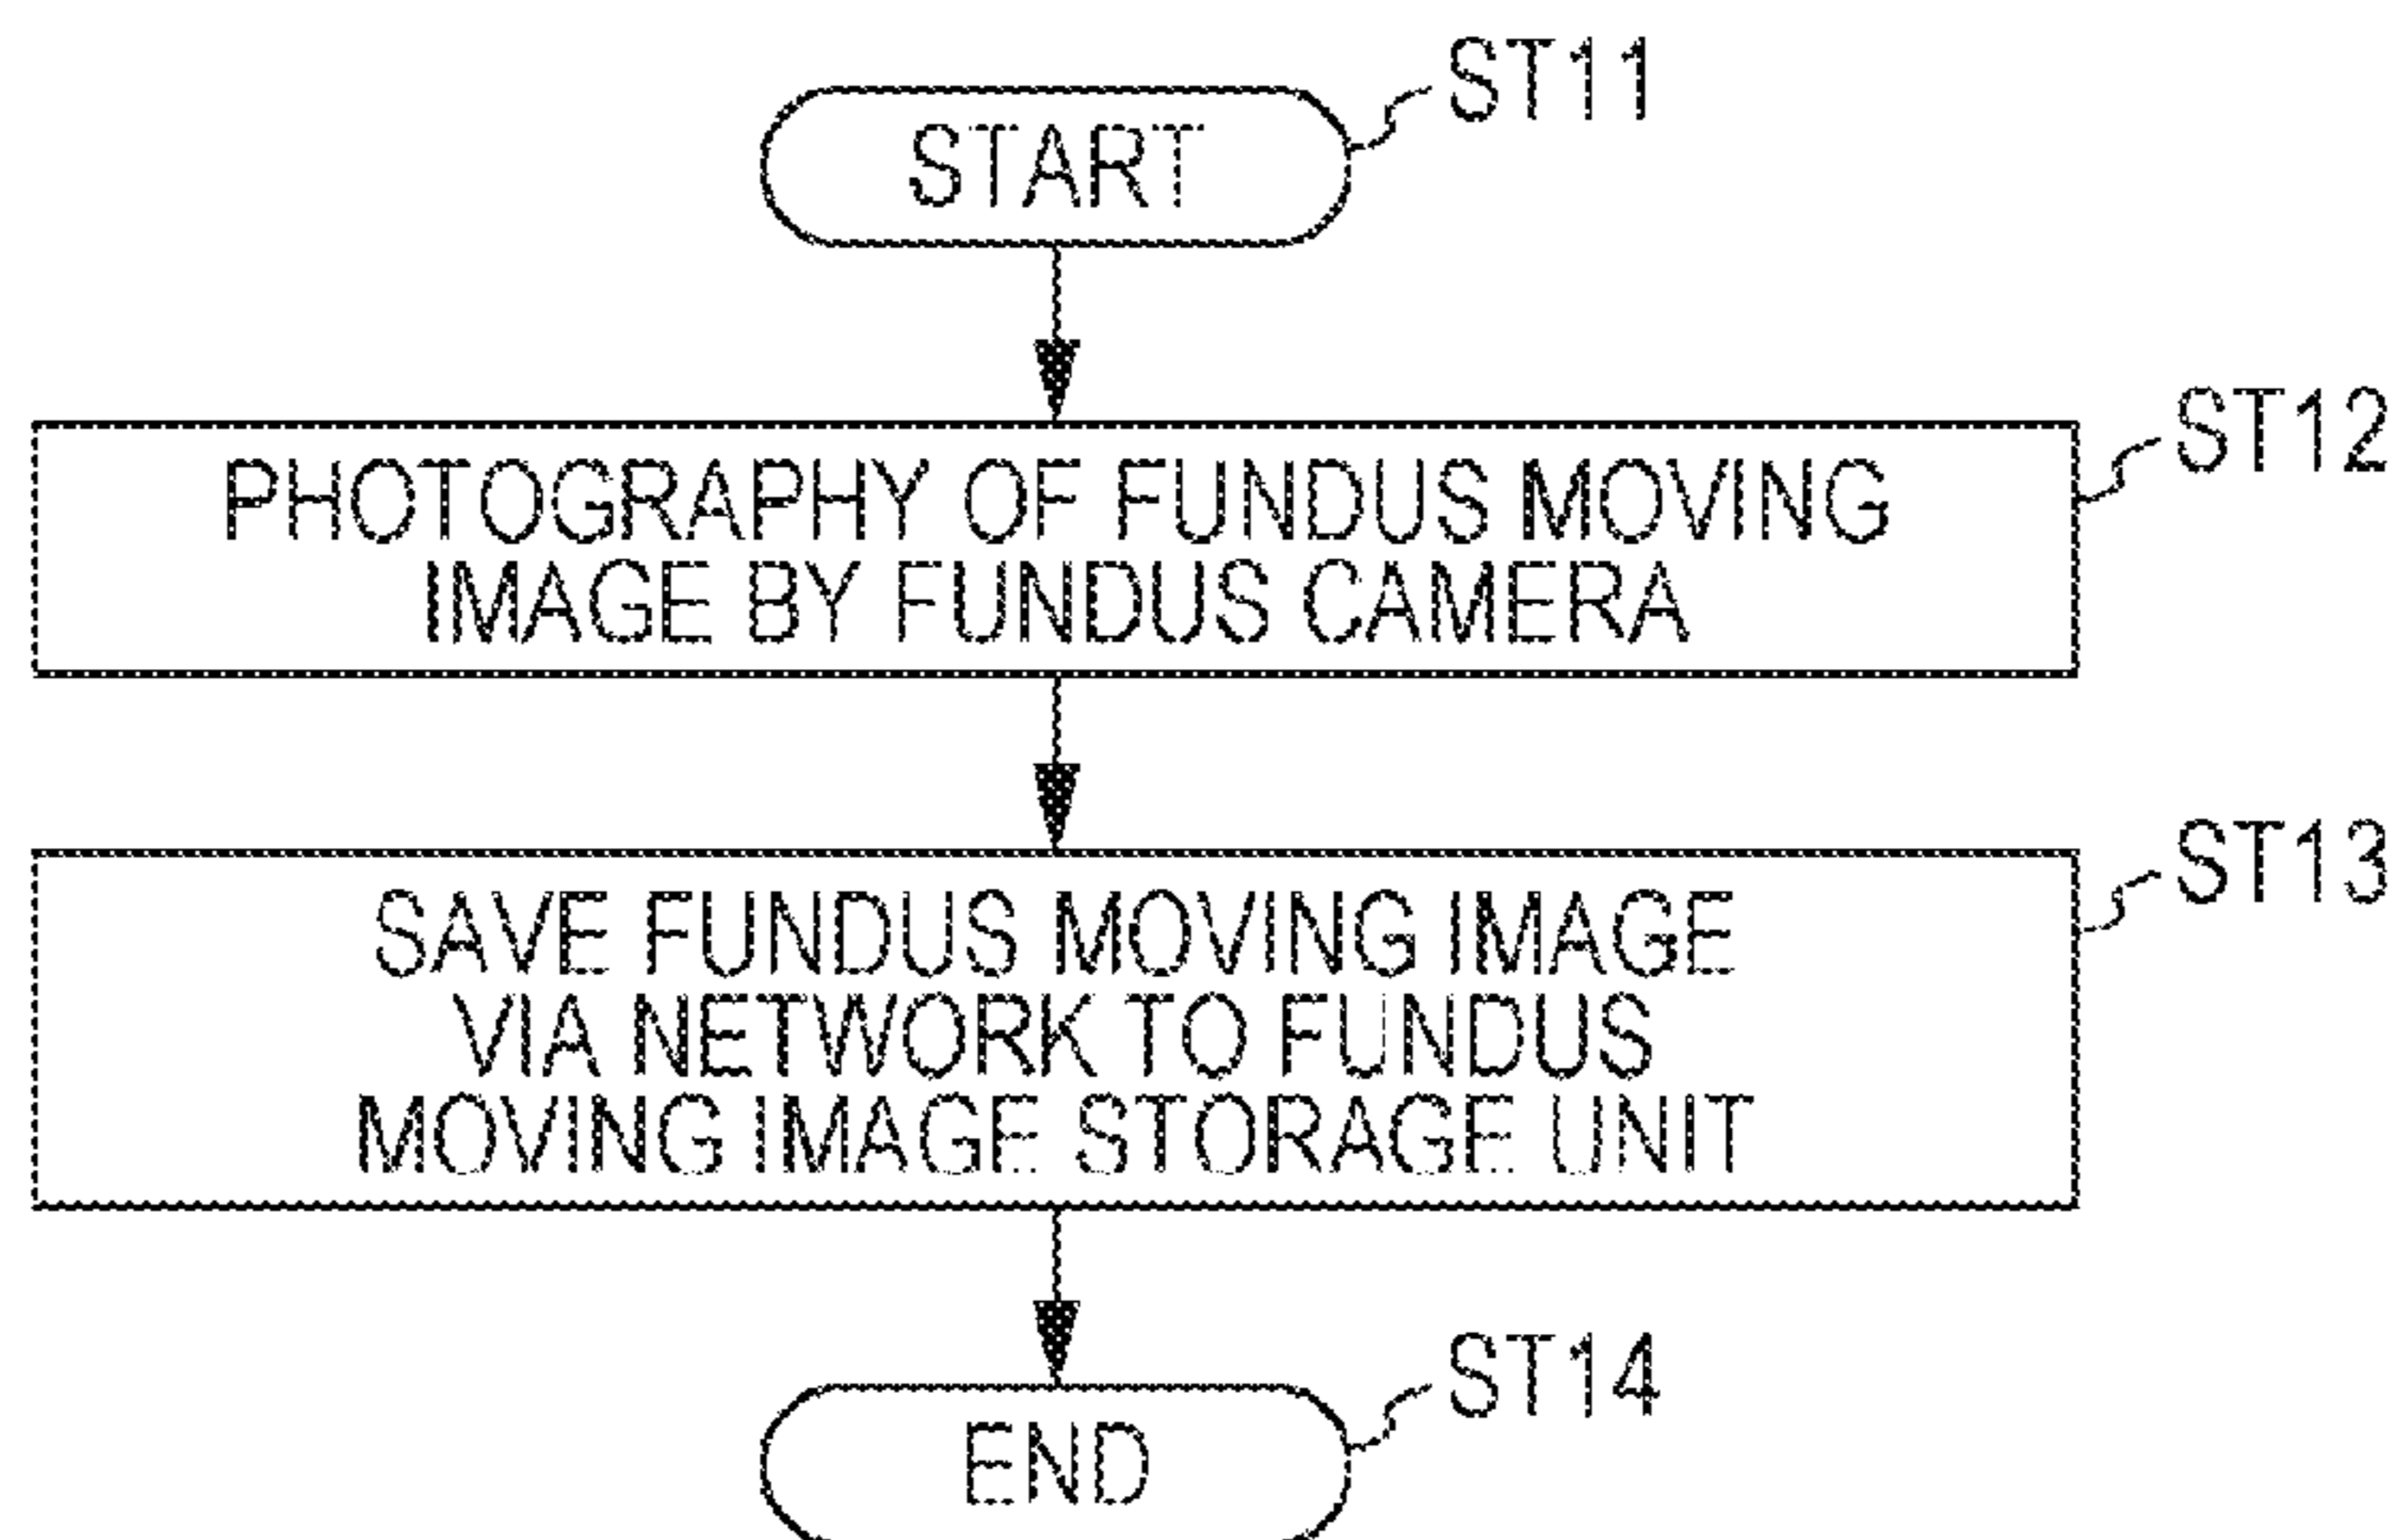 START
ST11
PHOTOGRAPHY OF FUNDUS MOVING
IMAGE BY FUNDUS CAMERA
ST12
SAVE FUNDUS MOVING IMAGE
VIA NETWORK TO FUNDUS
MOVING IMAGE STORAGE UNIT
ST13
END
ST14